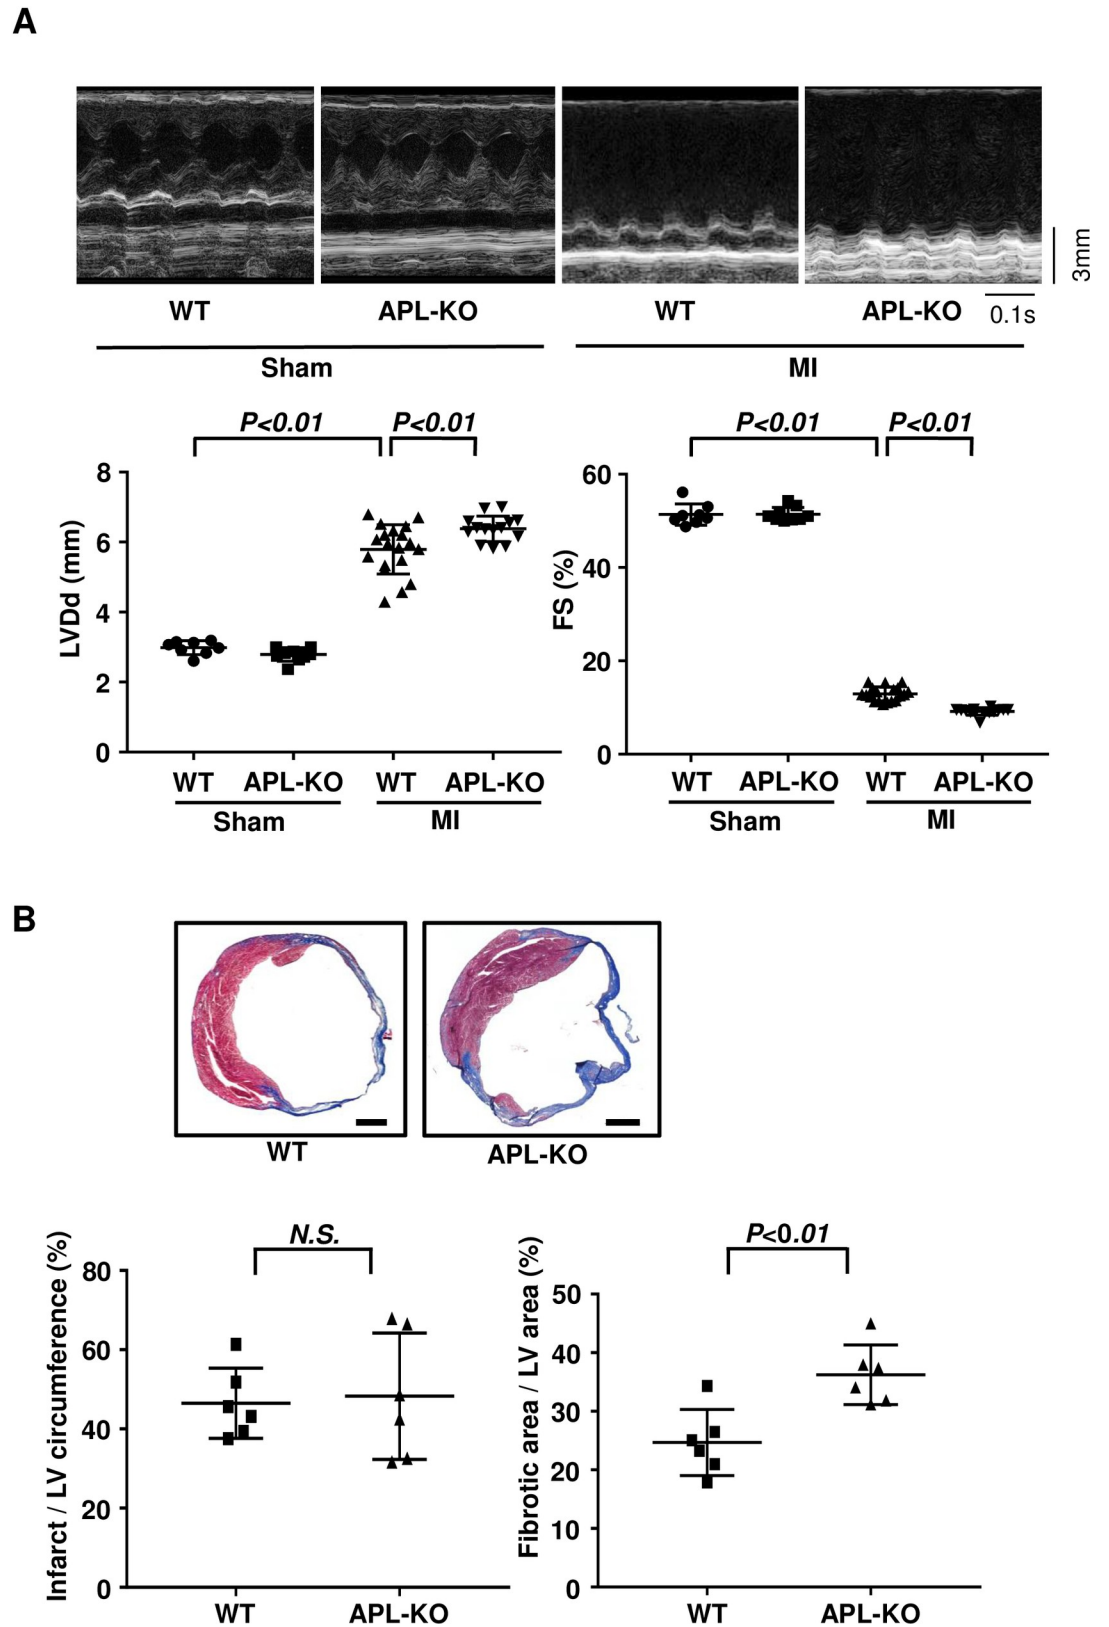 A
WT
APL-KO
WT
APL-KO
3mm
0.1s
Sham
MI
P<0.01
P<0.01
P<0.01
P<0.01
LVDd (mm)
8
6
4
2
0
WT
APL-KO
WT
APL-KO
Sham
MI
FS (%)
60
40
20
0
WT
APL-KO
WT
APL-KO
Sham
MI
B
WT
APL-KO
N.S.
Infarct / LV circumference (%)
80
60
40
20
0
WT
APL-KO
P<0.01
Fibrotic area / LV area (%)
50
40
30
20
10
0
WT
APL-KO